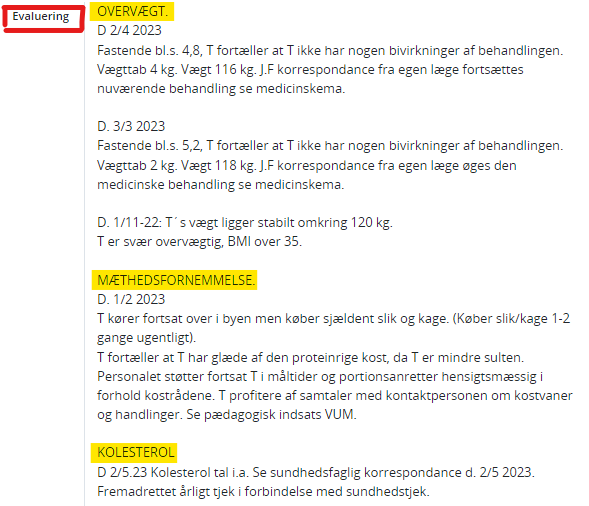 Evaluering
OVERVÆGT.
D 2/4 2023
Fastende bl.s. 4,8, T fortæller at T ikke har nogen bivirkninger af behandlingen.
Vægttab 4 kg. Vægt 116 kg. J.F korrespondance fra egen læge fortsættes
nuværende behandling se medicinskema.
D. 3/3 2023
Fastende bl.s. 5,2, T fortæller at T ikke har nogen bivirkninger af behandlingen.
Vægttab 2 kg. Vægt 118 kg. J.F korrespondance fra egen læge øges den
medicinske behandling se medicinskema.
D. 1/11-22: T´s vægt ligger stabilt omkring 120 kg.
T er svær overvægtig, BMI over 35.
MÆTHEDSFORNEMMELSE.
D. 1/2 2023
T kører fortsat over i byen men køber sjældent slik og kage. (Køber slik/kage 1-2
gange ugentligt).
T fortæller at T har glæde af den proteinrige kost, da T er mindre sulten.
Personalet støtter fortsat T i måltider og portionsanretter hensigtsmæssig i
forhold kostrådene. T profitere af samtaler med kontaktpersonen om kostvaner
og handlinger. Se pædagogisk indsats VUM.
KOLESTEROL
D 2/5.23 Kolesterol tal i.a. Se sundhedsfaglig korrespondance d. 2/5 2023.
Fremadrettet årligt tjek i forbindelse med sundhedstjek.